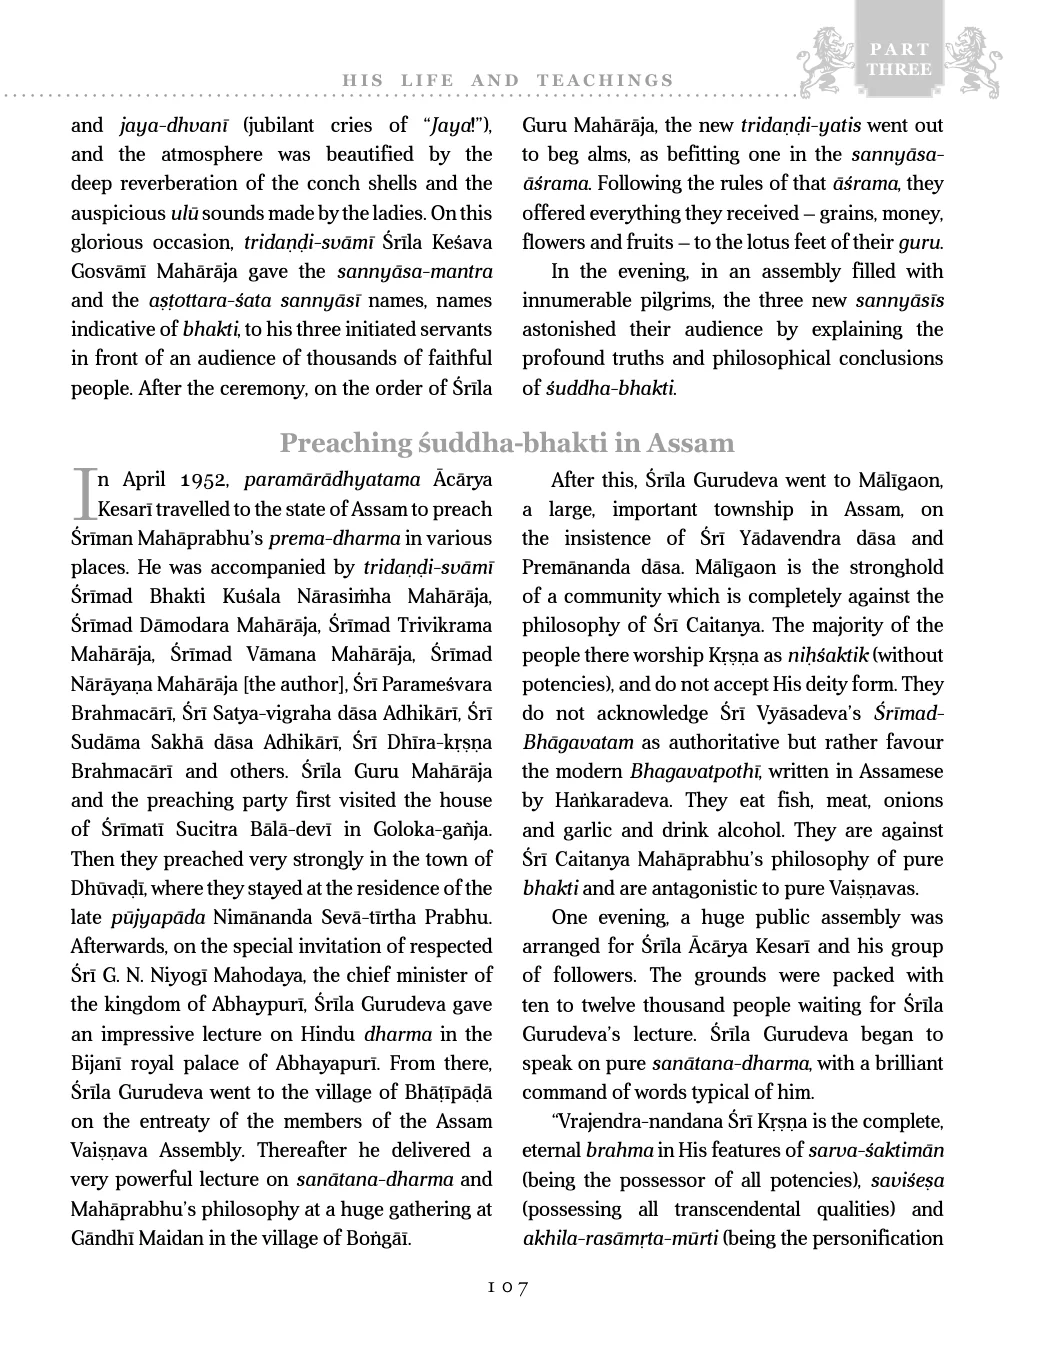 PART
THREE
HIS LIFE AND TEACHINGS
and jaya-dhvanī (jubilant cries of “Jaya!”),
and the atmosphere was beautified by the
deep reverberation of the conch shells and the
auspicious ulū sounds made by the ladies. On this
glorious occasion, tridaṇḍi-svāmī Śrīla Keśava
Gosvāmī Mahārāja gave the sannyāsa-mantra
and the aṣṭottara-śata sannyāsī names, names
indicative of bhakti, to his three initiated servants
in front of an audience of thousands of faithful
people. After the ceremony, on the order of Śrīla
Guru Mahārāja, the new tridaṇḍi-yatis went out
to beg alms, as befitting one in the sannyāsa-
āśrama. Following the rules of that āśrama, they
offered everything they received – grains, money,
flowers and fruits – to the lotus feet of their guru.
In the evening, in an assembly filled with
innumerable pilgrims, the three new sannyāsīs
astonished their audience by explaining the
profound truths and philosophical conclusions
of śuddha-bhakti.
Preaching śuddha-bhakti in Assam
In April 1952, paramārādhyatama Ācārya
Kesarī travelled to the state of Assam to preach
Śrīman Mahāprabhu’s prema-dharma in various
places. He was accompanied by tridaṇḍi-svāmī
Śrīmad Bhakti Kuśala Nārasiṁha Mahārāja,
Śrīmad Dāmodara Mahārāja, Śrīmad Trivikrama
Mahārāja, Śrīmad Vāmana Mahārāja, Śrīmad
Nārāyaṇa Mahārāja [the author], Śrī Parameśvara
Brahmacārī, Śrī Satya-vigraha dāsa Adhikārī, Śrī
Sudāma Sakhā dāsa Adhikārī, Śrī Dhīra-kṛṣṇa
Brahmacārī and others. Śrīla Guru Mahārāja
and the preaching party first visited the house
of Śrīmatī Sucitra Bālā-devī in Goloka-gañja.
Then they preached very strongly in the town of
Dhūvaḍī, where they stayed at the residence of the
late pūjyapāda Nimānanda Sevā-tīrtha Prabhu.
Afterwards, on the special invitation of respected
Śrī G. N. Niyogī Mahodaya, the chief minister of
the kingdom of Abhaypurī, Śrīla Gurudeva gave
an impressive lecture on Hindu dharma in the
Bijanī royal palace of Abhayapurī. From there,
Śrīla Gurudeva went to the village of Bhāṭīpāḍā
on the entreaty of the members of the Assam
Vaiṣṇava Assembly. Thereafter he delivered a
very powerful lecture on sanātana-dharma and
Mahāprabhu’s philosophy at a huge gathering at
Gāndhī Maidan in the village of Boṅgāī.
After this, Śrīla Gurudeva went to Mālīgaon,
a large, important township in Assam, on
the insistence of Śrī Yādavendra dāsa and
Premānanda dāsa. Mālīgaon is the stronghold
of a community which is completely against the
philosophy of Śrī Caitanya. The majority of the
people there worship Kṛṣṇa as niḥśaktik (without
potencies), and do not accept His deity form. They
do not acknowledge Śrī Vyāsadeva’s Śrīmad-
Bhāgavatam as authoritative but rather favour
the modern Bhagavatpothī, written in Assamese
by Haṅkaradeva. They eat fish, meat, onions
and garlic and drink alcohol. They are against
Śrī Caitanya Mahāprabhu’s philosophy of pure
bhakti and are antagonistic to pure Vaiṣṇavas.
One evening, a huge public assembly was
arranged for Śrīla Ācārya Kesarī and his group
of followers. The grounds were packed with
ten to twelve thousand people waiting for Śrīla
Gurudeva’s lecture. Śrīla Gurudeva began to
speak on pure sanātana-dharma, with a brilliant
command of words typical of him.
“Vrajendra-nandana Śrī Kṛṣṇa is the complete,
eternal brahma in His features of sarva-śaktimān
(being the possessor of all potencies), saviśeṣa
(possessing all transcendental qualities) and
akhila-rasāmṛta-mūrti (being the personification
107